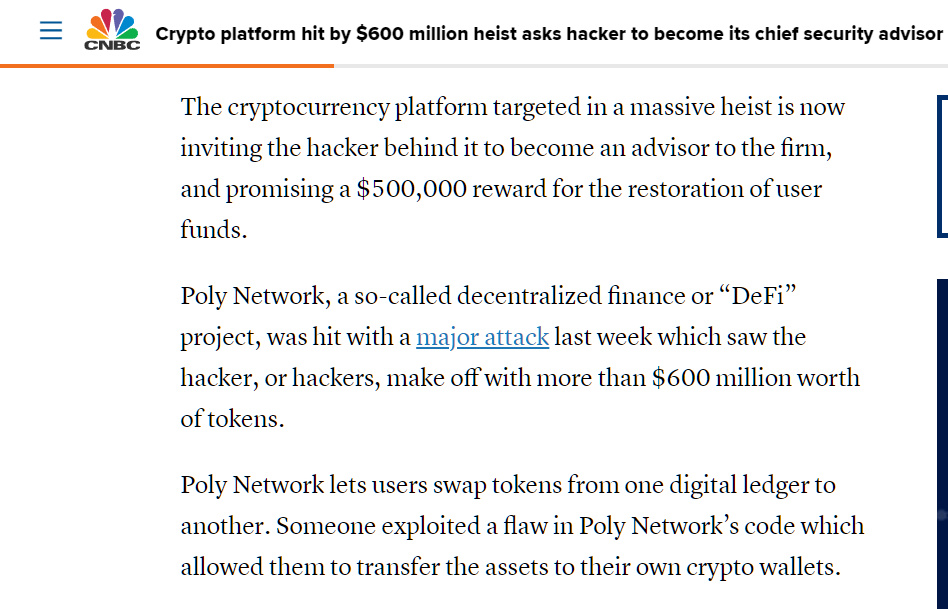 CNBC
Crypto platform hit by $600 million heist asks hacker to become its chief security advisor
The cryptocurrency platform targeted in a massive heist is now
inviting the hacker behind it to become an advisor to the firm,
and promising a $500,000 reward for the restoration of user
funds.
Poly Network, a so-called decentralized finance or “DeFi”
project, was hit with a major attack last week which saw the
hacker, or hackers, make off with more than $600 million worth
of tokens.
Poly Network lets users swap tokens from one digital ledger to
another. Someone exploited a flaw in Poly Network’s code which
allowed them to transfer the assets to their own crypto wallets.